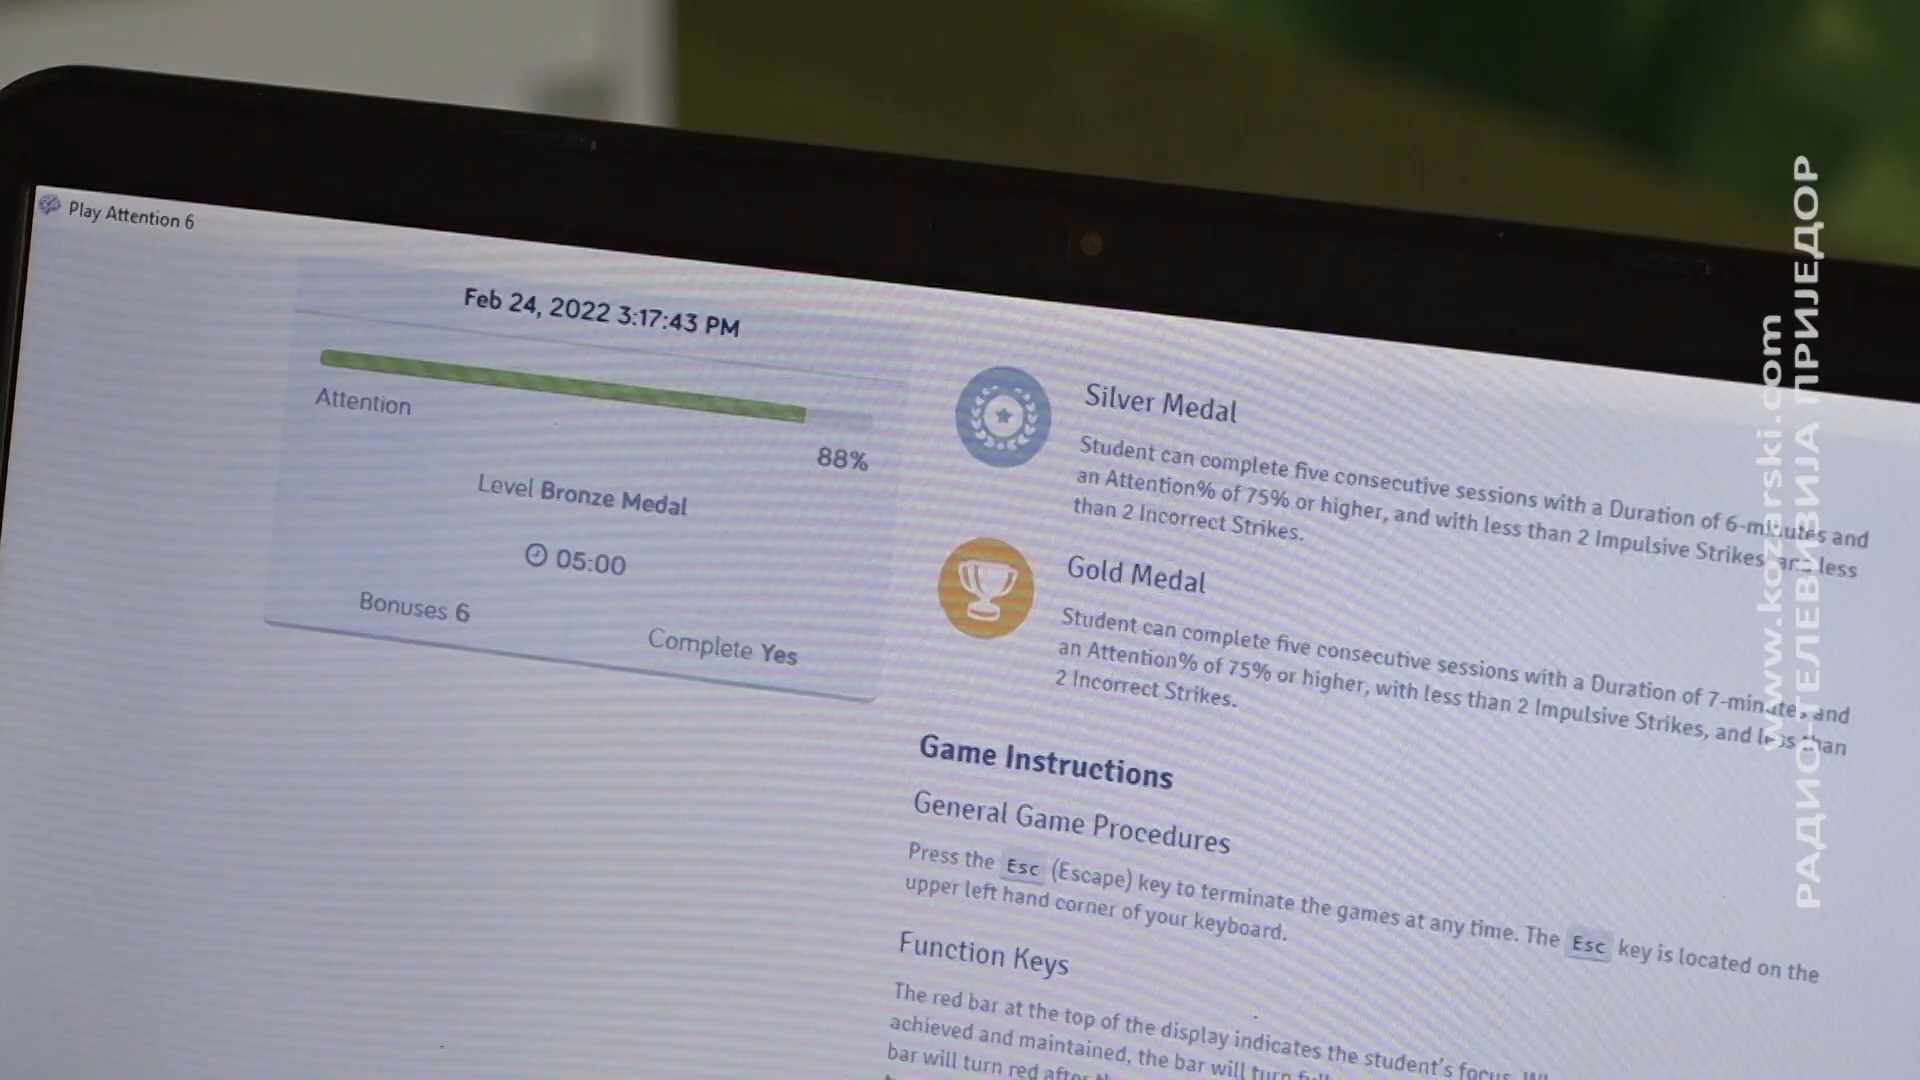 Play Attention 6
Feb 24, 2022 3:17:43 PM
Attention
88%
Level Bronze Medal
05:00
Bonuses 6
Complete Yes
Silver Medal
Student can complete five consecutive sessions with a Duration of 6-minutes and
an Attention% of 75% or higher, and with less than 2 Impulsive Strikes, and less
than 2 Incorrect Strikes.
Gold Medal
Student can complete five consecutive sessions with a Duration of 7-minutes and
an Attention% of 75% or higher, with less than 2 Impulsive Strikes, and less than
2 Incorrect Strikes.
Game Instructions
General Game Procedures
Press the Esc (Escape) key to terminate the games at any time. The Esc key is located on the
upper left hand corner of your keyboard.
Function Keys
The red bar at the top of the display indicates the student's focus.
achieved and maintained, the bar will turn
bar will turn red after
www.kozarski.com
РАДИО-ТЕЛЕВИЗИЈА ПРИЈЕДОР